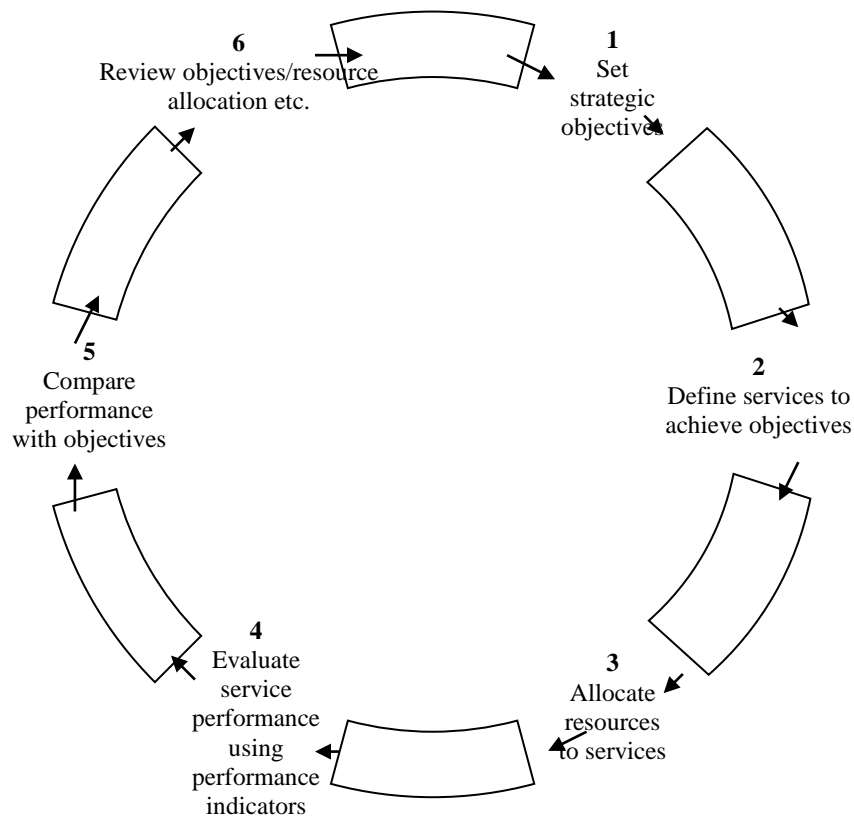 1
Set
strategic
objectives
2
Define services to
achieve objectives
3
Allocate
resources
to services
4
Evaluate
service
performance
using
performance
indicators
5
Compare
performance
with objectives
6
Review objectives/resource
allocation etc.